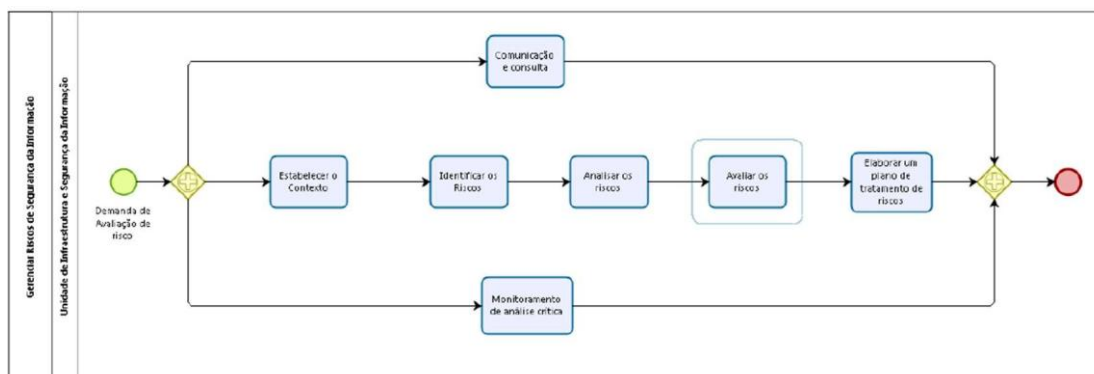 Gerenciar Riscos de Segurança da Informação
Unidade de Infraestrutura e Segurança da Informação
Demanda de
Avaliação de
risco
Comunicação
e consulta
Estabelecer o
Contexto
Identificar os
Riscos
Analisar os
riscos
Avaliar os
riscos
Elaborar um
plano de
tratamento de
riscos
Monitoramento
de análise crítica